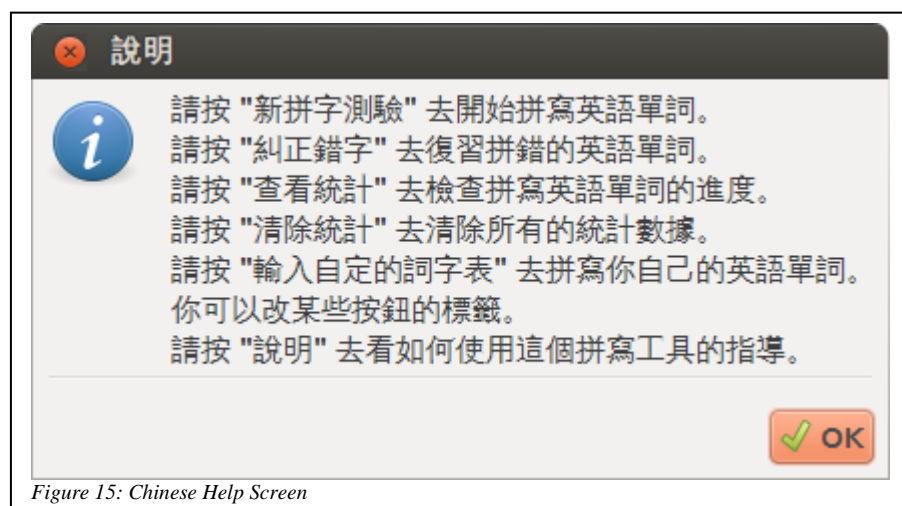 說明
請按 "新拼字測驗" 去開始拼寫英語單詞。
請按 "糾正錯字" 去復習拼錯的英語單詞。
請按 "查看統計" 去檢查拼寫英語單詞的進度。
請按 "清除統計" 去清除所有的統計數據。
請按 "輸入自定的詞字表" 去拼寫你自己的英語單詞。
你可以改某些按鈕的標籤。
請按 "說明" 去看如何使用這個拼寫工具的指導。
OK
Figure 15: Chinese Help Screen